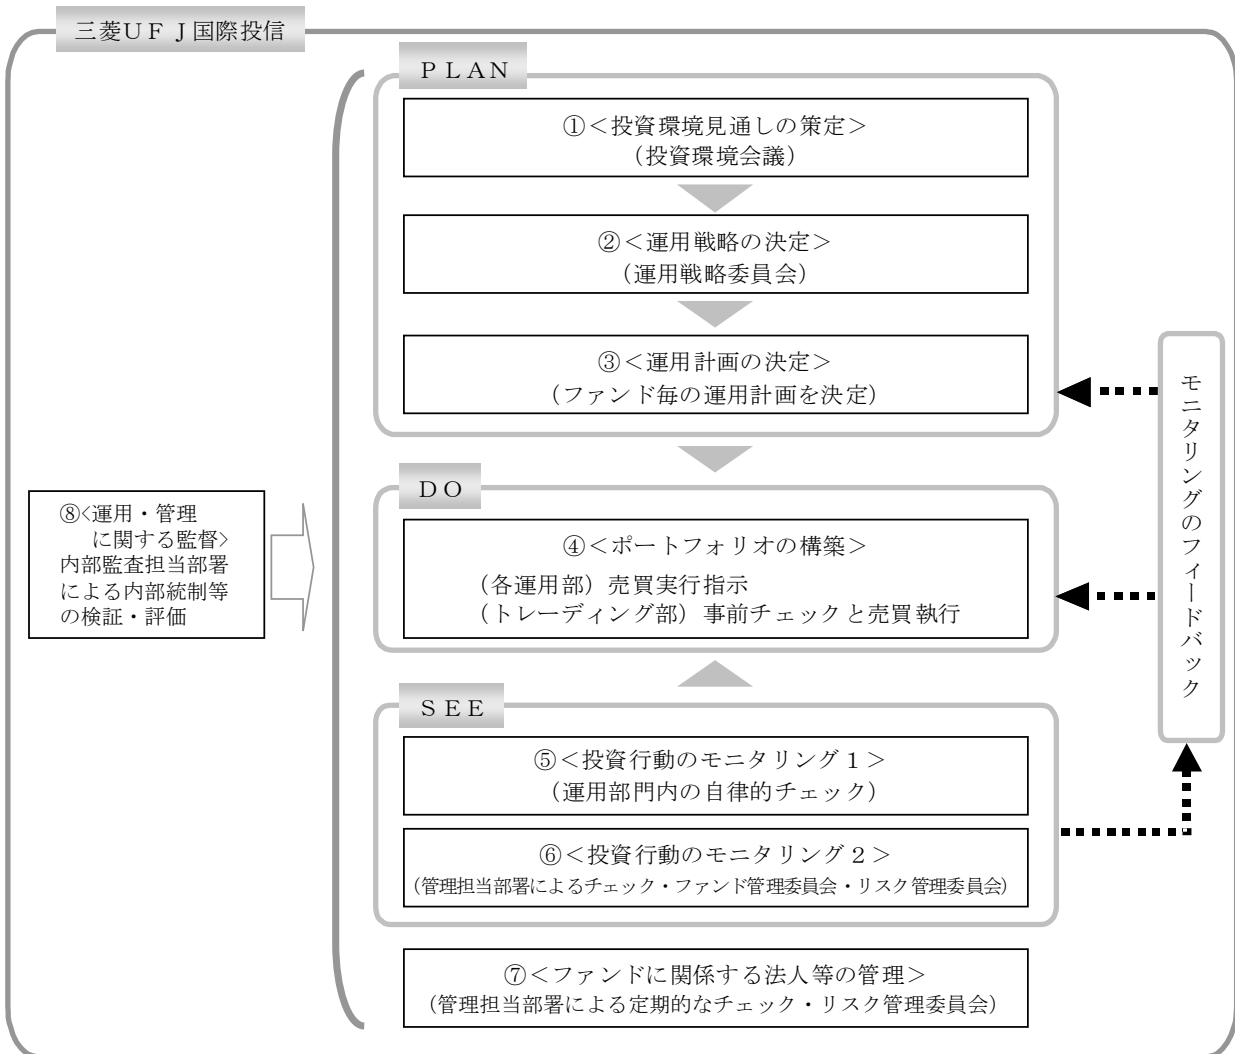 三菱ＵＦＪ国際投信
ＰＬＡＮ
①＜投資環境見通しの策定＞
（投資環境会議）
②＜運用戦略の決定＞
（運用戦略委員会）
③＜運用計画の決定＞
（ファンド毎の運用計画を決定）
ＤＯ
④＜ポートフォリオの構築＞
（各運用部）売買実行指示
（トレーディング部）事前チェックと売買執行
ＳＥＥ
⑤＜投資行動のモニタリング１＞
（運用部門内の自律的チェック）
⑥＜投資行動のモニタリング２＞
（管理担当部署によるチェック・ファンド管理委員会・リスク管理委員会）
⑦＜ファンドに関係する法人等の管理＞
（管理担当部署による定期的なチェック・リスク管理委員会）
⑧<運用・管理
に関する監督>
内部監査担当部署
による内部統制等
の検証・評価
モニタリングのフィードバック